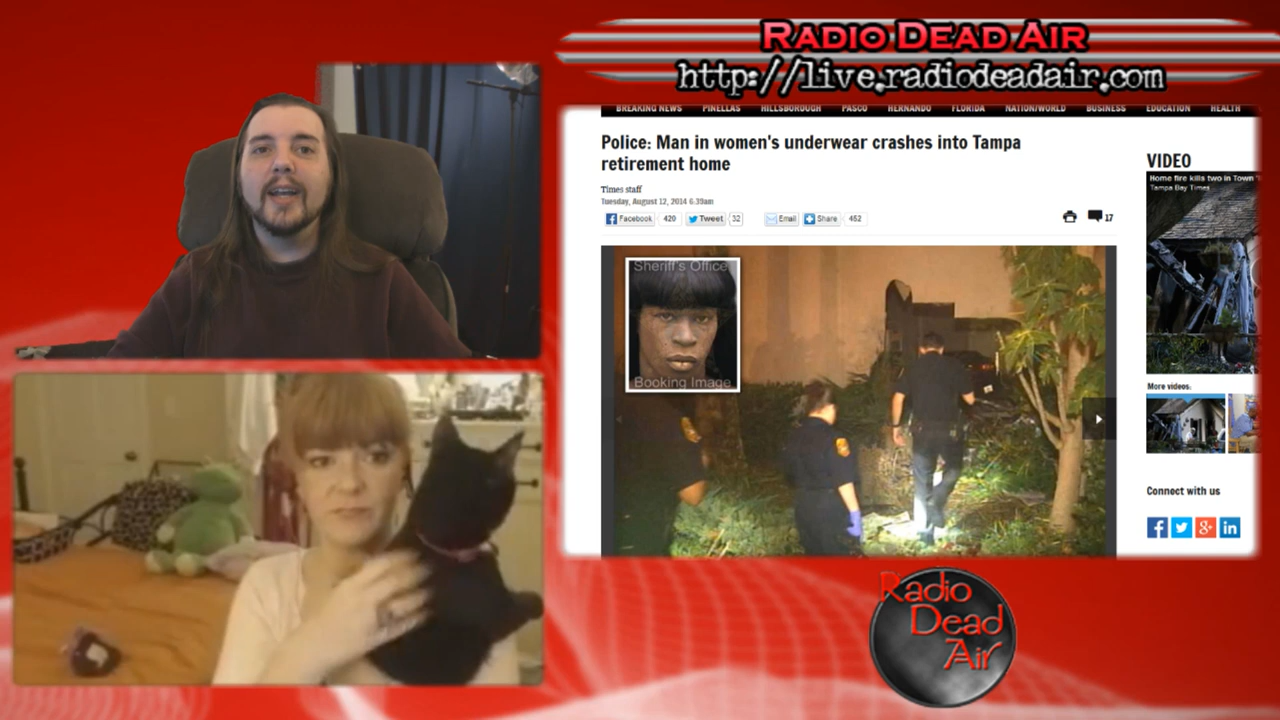 RADIO DEAD AIR
http://live.radiodeadair.com
BREAKING NEWS PINELLAS HILLSBOROUGH PASCO HERNANDO FLORIDA NATION/WORLD BUSINESS EDUCATION HEALTH
Police: Man in women's underwear crashes into Tampa
retirement home
Times staff
Tuesday, August 12, 2014 6:39am
Facebook 420 Tweet 32 Email Share 452
17
Sheriff's Office
Booking Image
VIDEO
Home fire kills two in Town
Tampa Bay Times
More videos:
Connect with us
Radio
Dead
Air